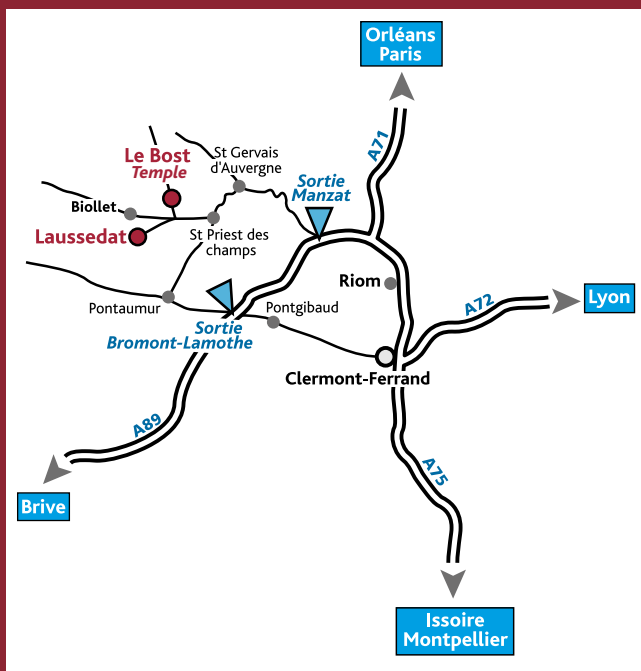 Orléans
Paris
A71
Le Bost
Temple
St Gervais
d'Auvergne
Sortie
Manzat
Biollet
Laussedat
St Priest des
champs
Riom
A72
Lyon
Pontaumur
Pontgibaud
Sortie
Bromont-Lamothe
Clermont-Ferrand
A89
A75
Brive
Issoire
Montpellier